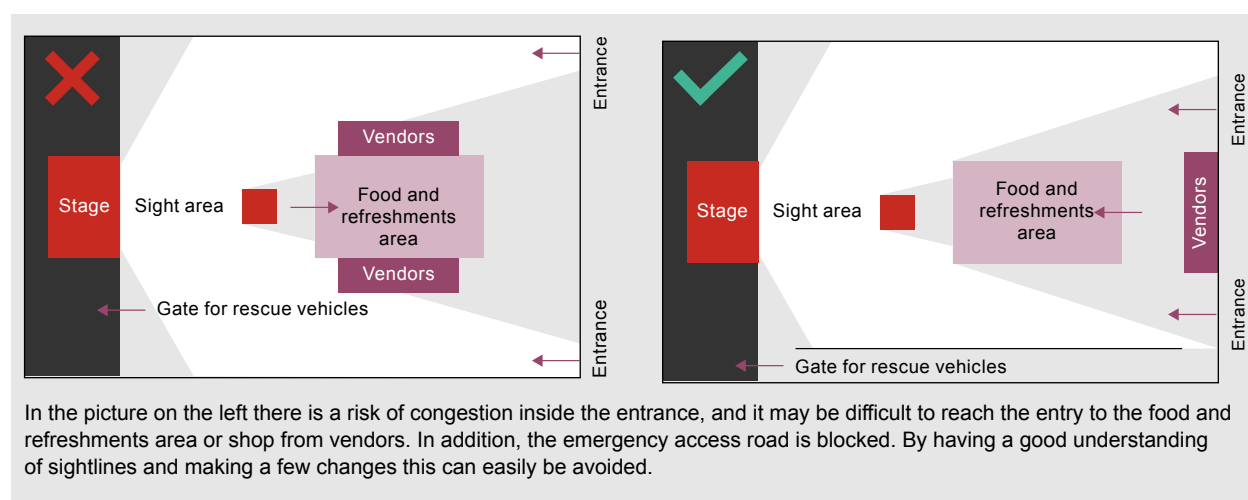 Stage
Sight area
Vendors
Food and
refreshments
area
Vendors
Gate for rescue vehicles
Entrance
Entrance
Stage
Sight area
Food and
refreshments
area
Vendors
Entrance
Entrance
Gate for rescue vehicles
In the picture on the left there is a risk of congestion inside the entrance, and it may be difficult to reach the entry to the food and
refreshments area or shop from vendors. In addition, the emergency access road is blocked. By having a good understanding
of sightlines and making a few changes this can easily be avoided.